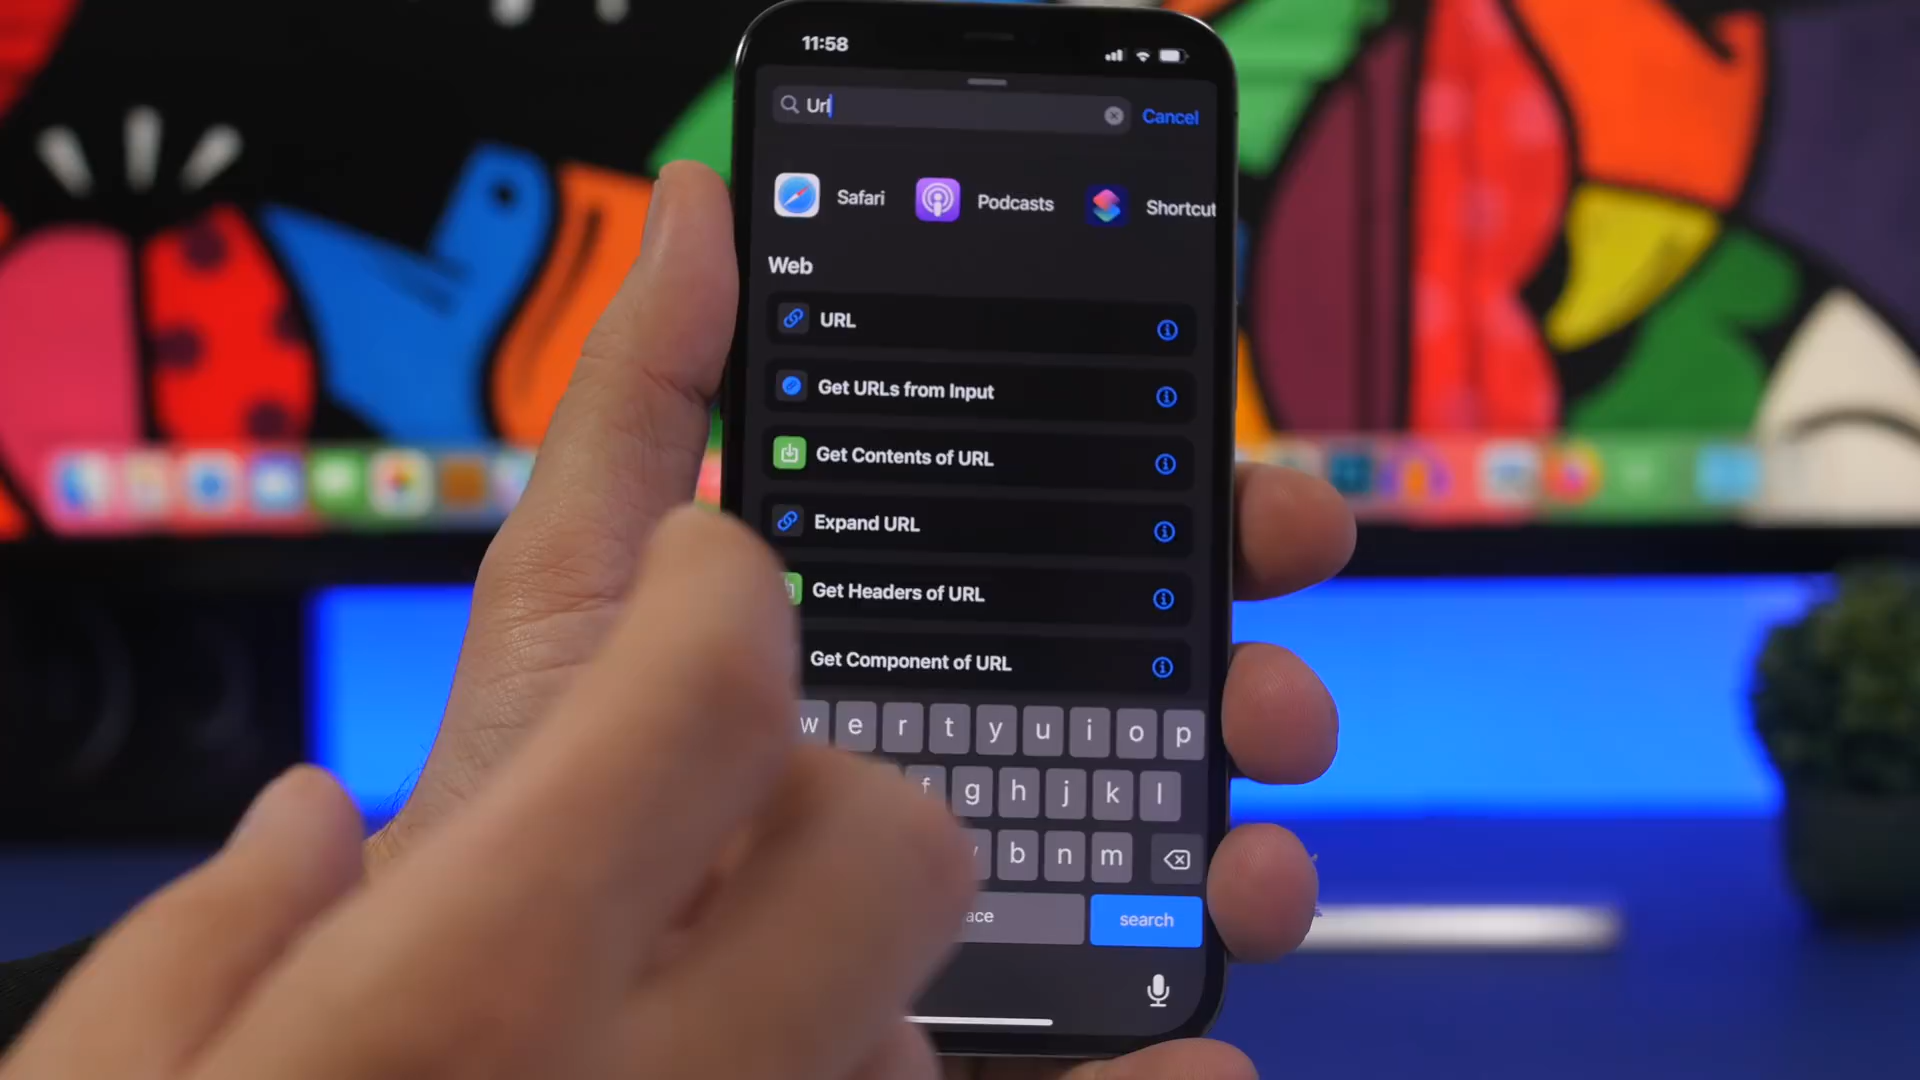 11:58
Url
Cancel
Safari
Podcasts
Shortcut
Web
URL
Get URLs from Input
Get Contents of URL
Expand URL
Get Headers of URL
Get Component of URL
w e r t y u i o p
f g h j k l
b n m
ace
search